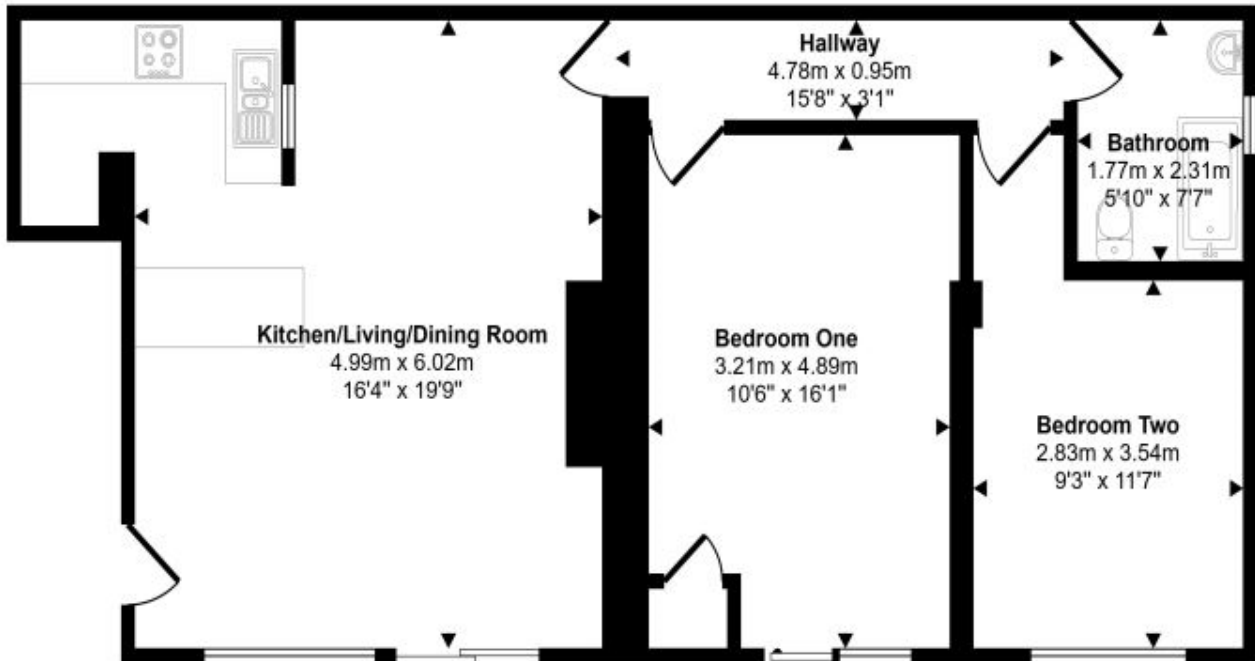 Hallway
4.78m x 0.95m
15'8" x 3'1"
Bathroom
1.77m x 2.31m
5'10" x 7'7"
Kitchen/Living/Dining Room
4.99m x 6.02m
16'4" x 19'9"
Bedroom One
3.21m x 4.89m
10'6" x 16'1"
Bedroom Two
2.83m x 3.54m
9'3" x 11'7"